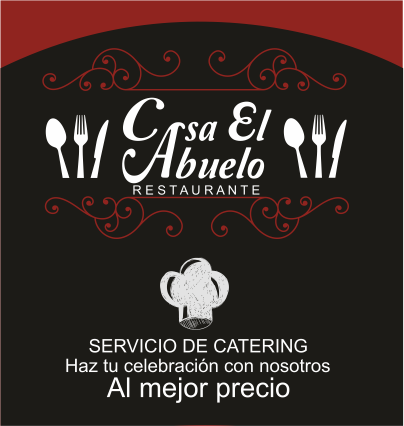 Casa El
Abuelo
RESTAURANTE
SERVICIO DE CATERING
Haz tu celebración con nosotros
Al mejor precio